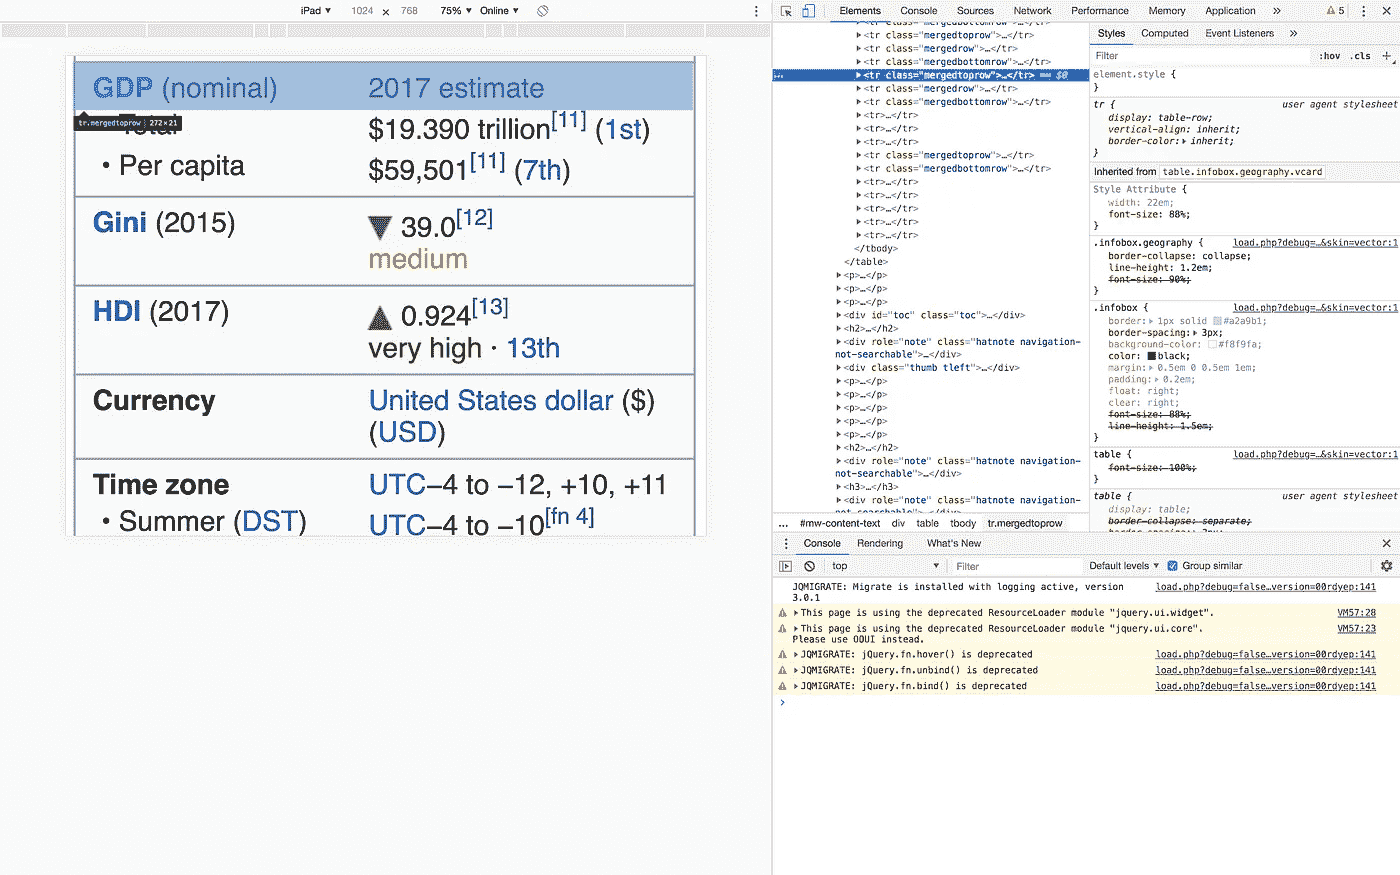 iPad ▼ 1024 × 768 75% ▼ Online ▼
GDP (nominal) 2017 estimate
tr.mergedtoprow | 272×21
$19.390 trillion[11] (1st)
• Per capita $59,501[11] (7th)
Gini (2015) ▼ 39.0[12]
medium
HDI (2017) ▲ 0.924[13]
very high · 13th
Currency United States dollar ($)
(USD)
Time zone UTC−4 to −12, +10, +11
• Summer (DST) UTC−4 to −10[fn 4]
Elements Console Sources Network Performance Memory Application » 5
▶<tr class="mergedtoprow">…</tr>
▶<tr class="mergedrow">…</tr>
▶<tr class="mergedbottomrow">…</tr>
▶<tr class="mergedtoprow">…</tr> == $0
▶<tr class="mergedrow">…</tr>
▶<tr class="mergedbottomrow">…</tr>
▶<tr>…</tr>
▶<tr>…</tr>
▶<tr>…</tr>
▶<tr class="mergedtoprow">…</tr>
▶<tr class="mergedbottomrow">…</tr>
▶<tr>…</tr>
▶<tr>…</tr>
▶<tr>…</tr>
▶<tr>…</tr>
▶<tr>…</tr>
</tbody>
</table>
▶<p>…</p>
▶<p>…</p>
▶<p>…</p>
▶<div id="toc" class="toc">…</div>
▶<h2>…</h2>
▶<div role="note" class="hatnote navigation-
not-searchable">…</div>
▶<div class="thumb tleft">…</div>
▶<p>…</p>
▶<p>…</p>
▶<p>…</p>
▶<p>…</p>
▶<p>…</p>
▶<h2>…</h2>
▶<div role="note" class="hatnote navigation-
not-searchable">…</div>
▶<h3>…</h3>
▶<div role="note" class="hatnote navigation-
… #mw-content-text div table tbody tr.mergedtoprow
Styles Computed Event Listeners »
Filter :hov .cls +
element.style {
}
tr { user agent stylesheet
display: table-row;
vertical-align: inherit;
border-color:▶ inherit;
}
Inherited from table.infobox.geography.vcard
Style Attribute {
width: 22em;
font-size: 88%;
}
.infobox.geography { load.php?debug=…&skin=vector:1
border-collapse: collapse;
line-height: 1.2em;
font-size: 90%;
}
.infobox { load.php?debug=…&skin=vector:1
border:▶ 1px solid #a2a9b1;
border-spacing:▶ 3px;
background-color: #f8f9fa;
color: black;
margin:▶ 0.5em 0 0.5em 1em;
padding:▶ 0.2em;
float: right;
clear: right;
font-size: 88%;
line-height: 1.5em;
}
table { load.php?debug=…&skin=vector:1
font-size: 100%;
}
table { user agent stylesheet
display: table;
border-collapse: separate;
Console Rendering What's New
top ▼ Filter Default levels ▼ Group similar
JQMIGRATE: Migrate is installed with logging active, version load.php?debug=false…version=00rdyep:141
3.0.1
▶This page is using the deprecated ResourceLoader module "jquery.ui.widget". VM57:28
▶This page is using the deprecated ResourceLoader module "jquery.ui.core". VM57:23
Please use OOUI instead.
▶JQMIGRATE: jQuery.fn.hover() is deprecated load.php?debug=false…version=00rdyep:141
▶JQMIGRATE: jQuery.fn.unbind() is deprecated load.php?debug=false…version=00rdyep:141
▶JQMIGRATE: jQuery.fn.bind() is deprecated load.php?debug=false…version=00rdyep:141
>